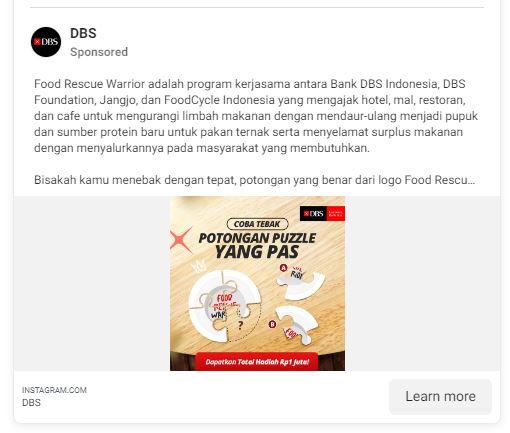 DBS
DBS
Sponsored
Food Rescue Warrior adalah program kerjasama antara Bank DBS Indonesia, DBS
Foundation, Jangjo, dan FoodCycle Indonesia yang mengajak hotel, mal, restoran,
dan cafe untuk mengurangi limbah makanan dengan mendaur-ulang menjadi pupuk
dan sumber protein baru untuk pakan ternak serta menyelamat surplus makanan
dengan menyalurkannya pada masyarakat yang membutuhkan.
Bisakah kamu menebak dengan tepat, potongan yang benar dari logo Food Rescu...
DBS
COBA TEBAK
POTONGAN PUZZLE
YANG PAS
A
B
FOOD
WAR
?
FOOD
Dapatkan Total Hadiah Rp1 Juta!
INSTAGRAM.COM
DBS
Learn more